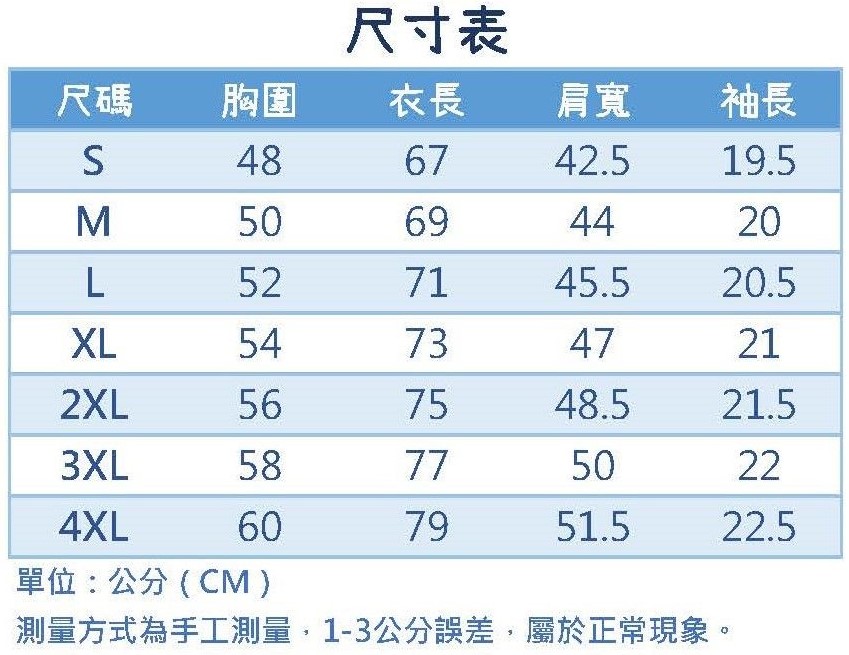 尺寸表
尺碼 胸圍 衣長 肩寬 袖長
S 48 67 42.5 19.5
M 50 69 44 20
L 52 71 45.5 20.5
XL 54 73 47 21
2XL 56 75 48.5 21.5
3XL 58 77 50 22
4XL 60 79 51.5 22.5
單位：公分（CM）
測量方式為手工測量，1-3公分誤差，屬於正常現象。